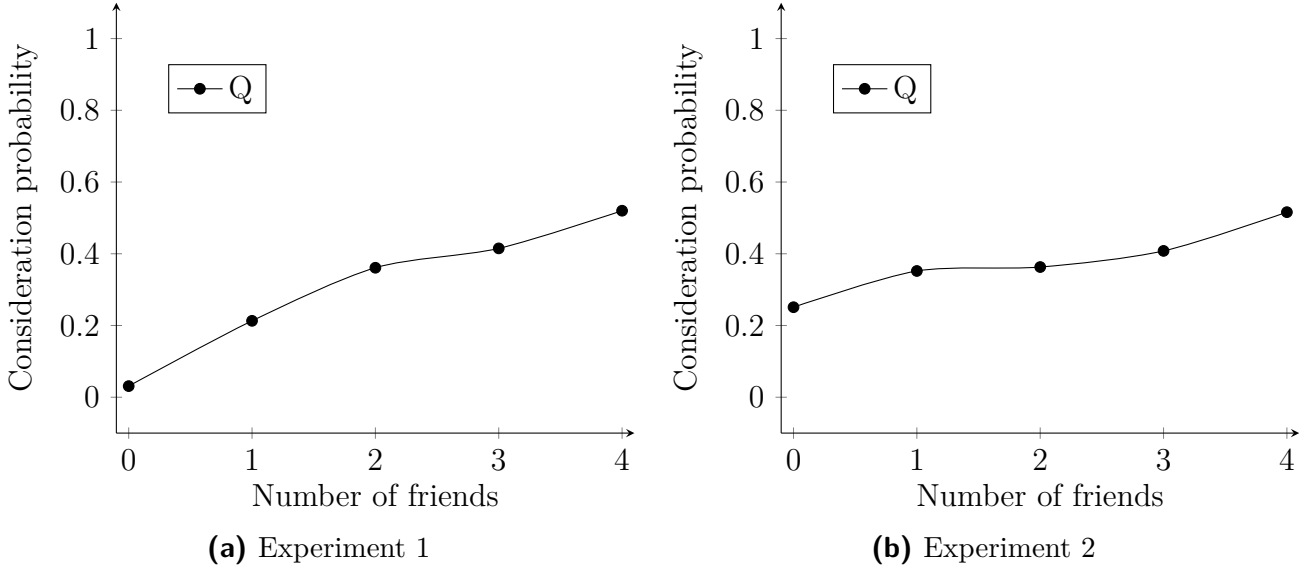 Consideration probability
1
0.8
0.6
0.4
0.2
0
Q
0 1 2 3 4
Number of friends
(a) Experiment 1
Consideration probability
1
0.8
0.6
0.4
0.2
0
Q
0 1 2 3 4
Number of friends
(b) Experiment 2